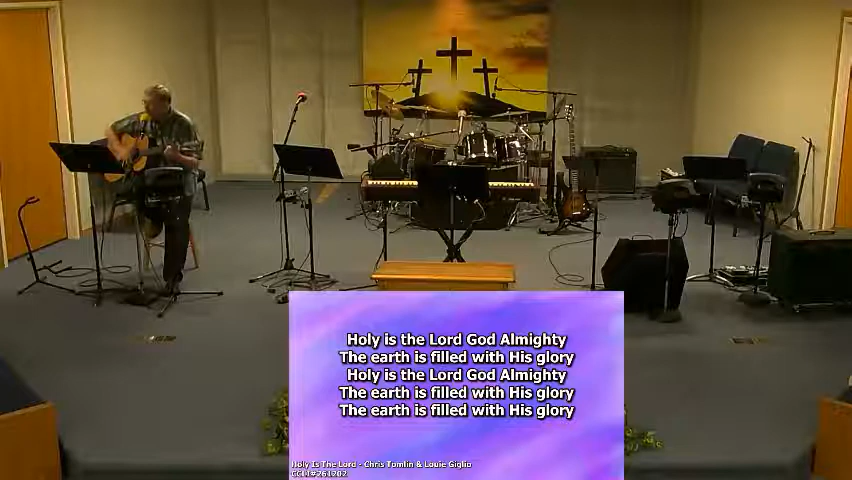 Holy is the Lord God Almighty
The earth is filled with His glory
Holy is the Lord God Almighty
The earth is filled with His glory
The earth is filled with His glory
Holy Is The Lord - Chris Tomlin & Louie Giglio
CCLI#761202